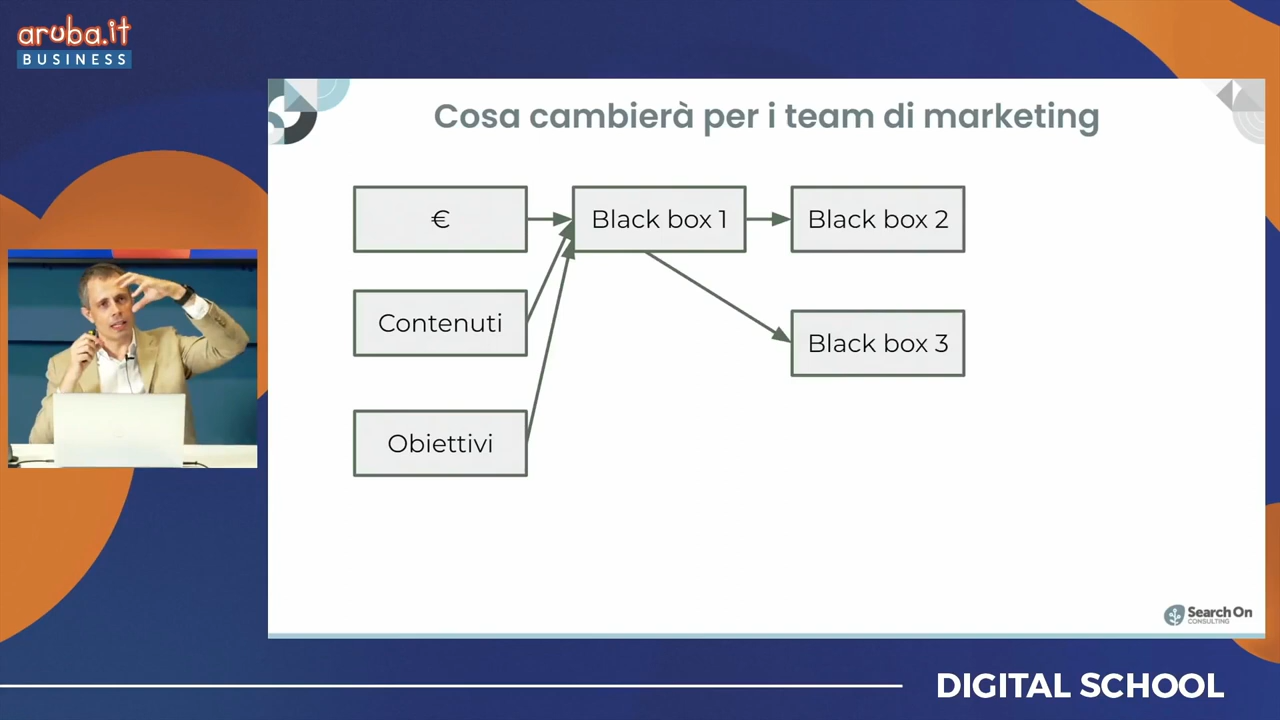 aruba.it
BUSINESS
Cosa cambierà per i team di marketing
€
Black box 1
Black box 2
Contenuti
Black box 3
Obiettivi
Search On
CONSULTING
DIGITAL SCHOOL